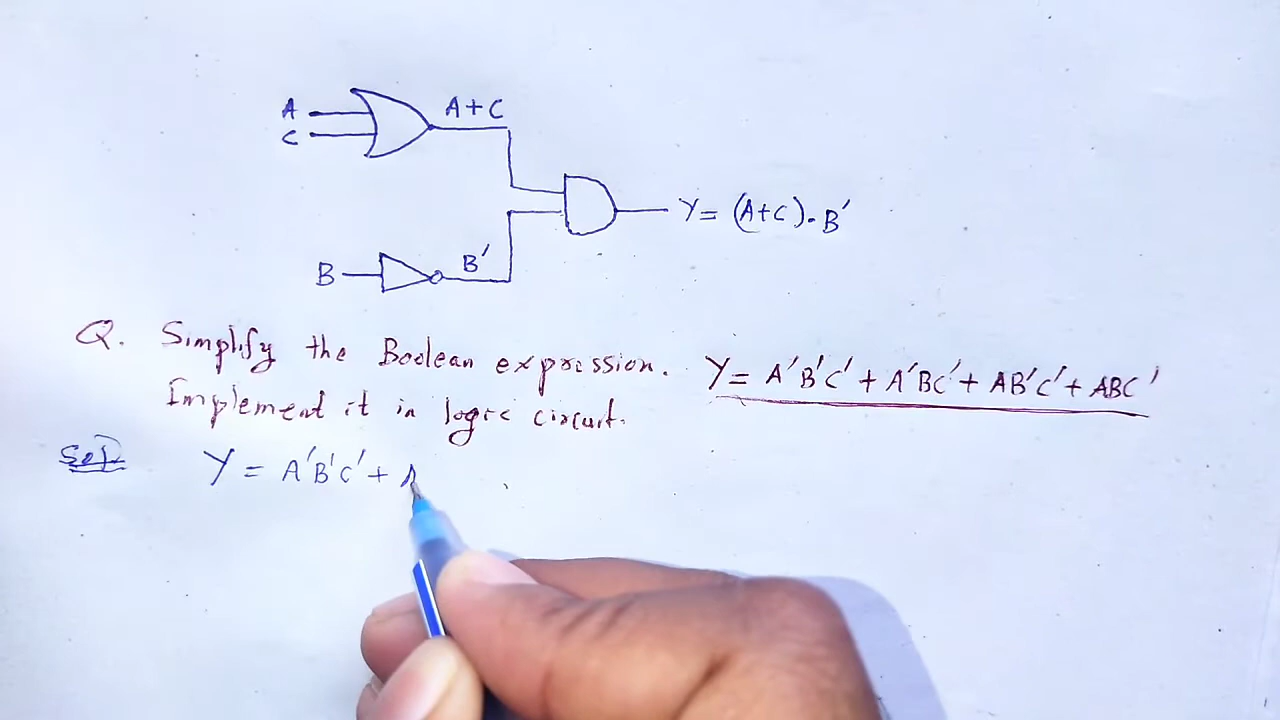 A
C
A+C
B
B'
Y = (A+C)·B'
Q. Simplify the Boolean expression. Y = A'B'C' + A'BC' + AB'C' + ABC'
Implement it in logic circuit.
Sol Y = A'B'C' + A